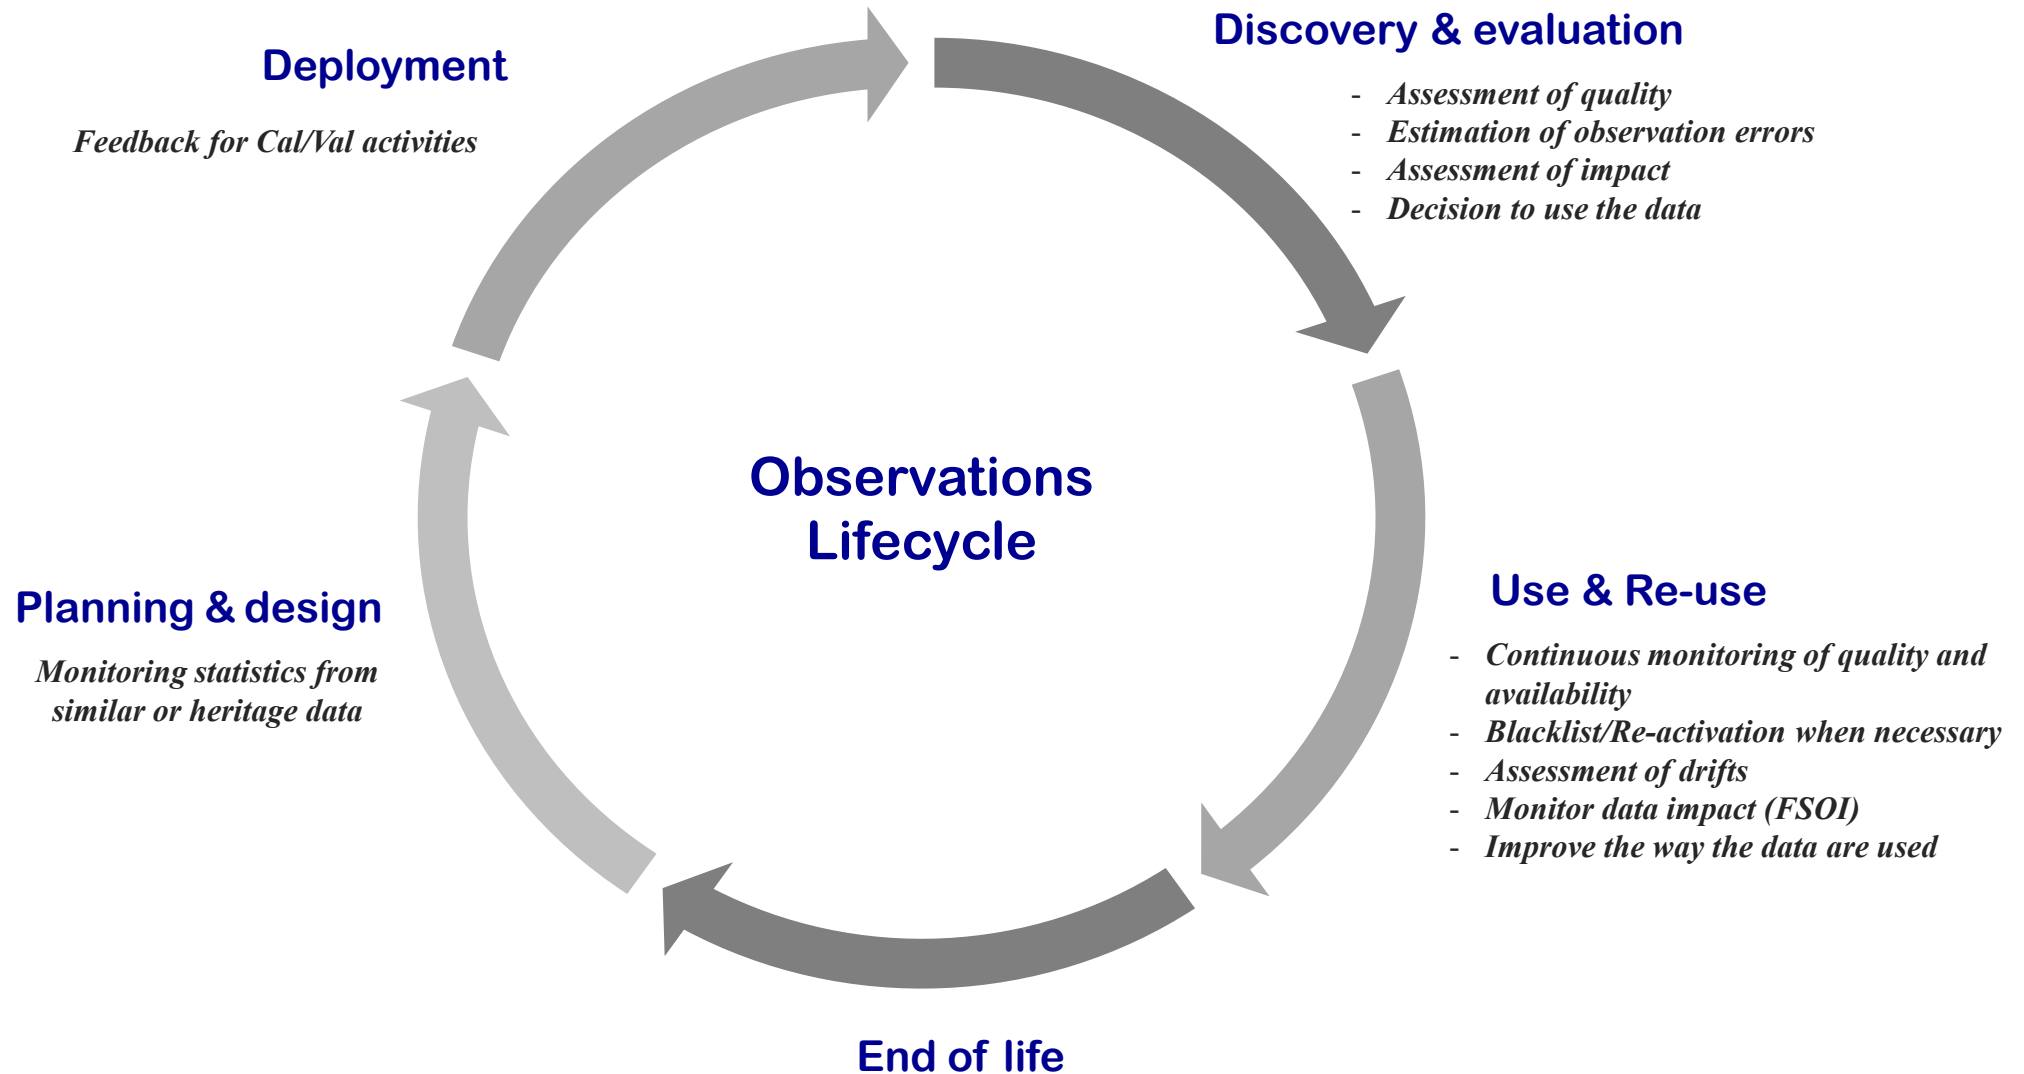 Deployment
Feedback for Cal/Val activities
Discovery & evaluation
- Assessment of quality
- Estimation of observation errors
- Assessment of impact
- Decision to use the data
Observations
Lifecycle
Planning & design
Monitoring statistics from
similar or heritage data
Use & Re-use
- Continuous monitoring of quality and
availability
- Blacklist/Re-activation when necessary
- Assessment of drifts
- Monitor data impact (FSOI)
- Improve the way the data are used
End of life